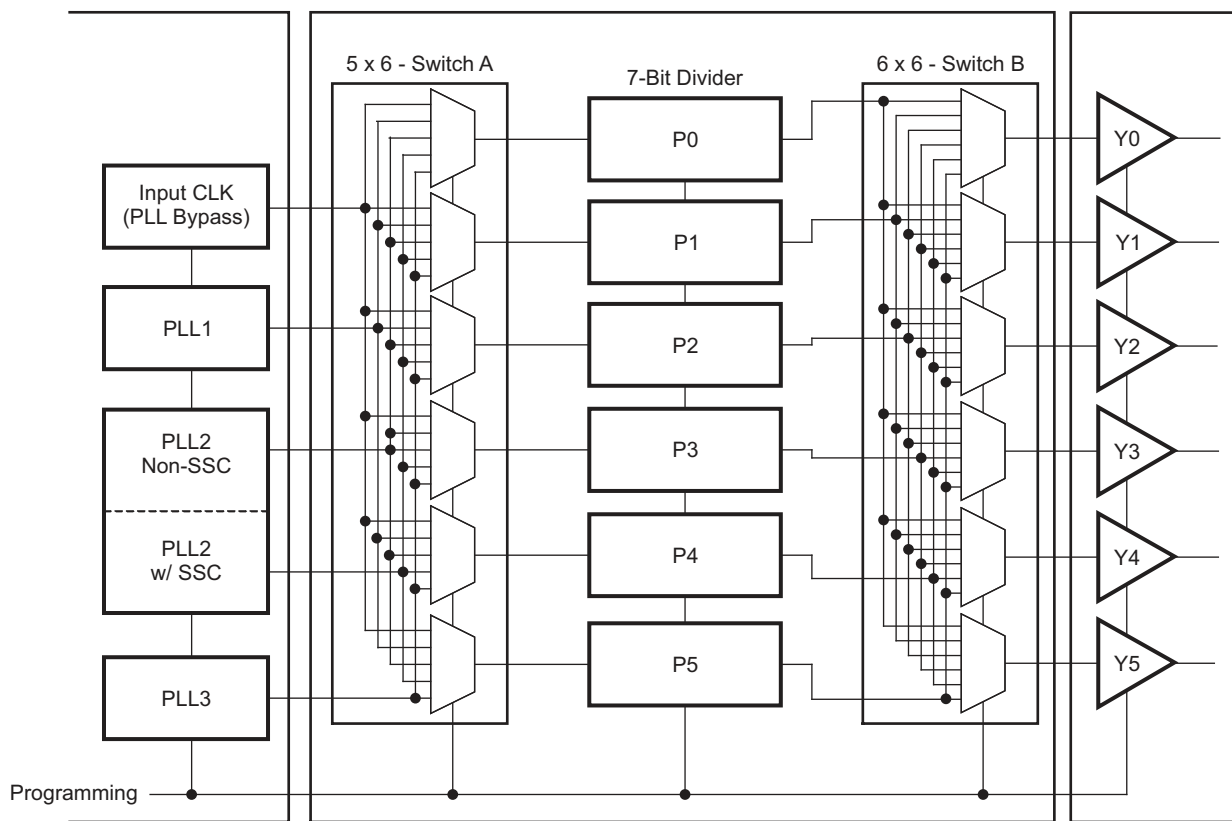 5 x 6 - Switch A
7-Bit Divider
6 x 6 - Switch B
Input CLK
(PLL Bypass)
PLL1
PLL2
Non-SSC
PLL2
w/ SSC
PLL3
P0
P1
P2
P3
P4
P5
Y0
Y1
Y2
Y3
Y4
Y5
Programming